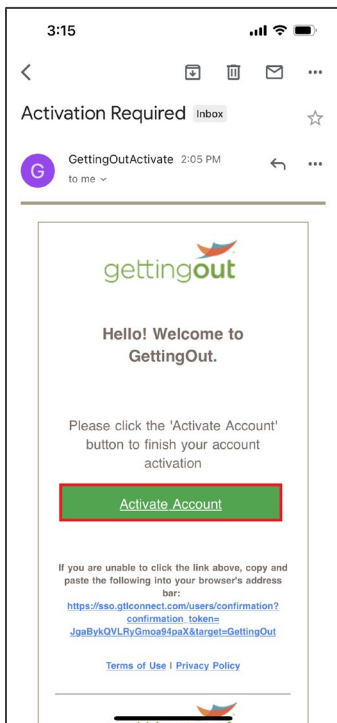 3:15
Activation Required Inbox
G
GettingOutActivate 2:05 PM
to me
gettingout
Hello! Welcome to
GettingOut.
Please click the 'Activate Account'
button to finish your account
activation
Activate Account
If you are unable to click the link above, copy and
paste the following into your browser's address
bar:
https://sso.gtlconnect.com/users/confirmation?
confirmation_token=
JgaBykQVLRyGmoa94paX&target=GettingOut
Terms of Use I Privacy Policy